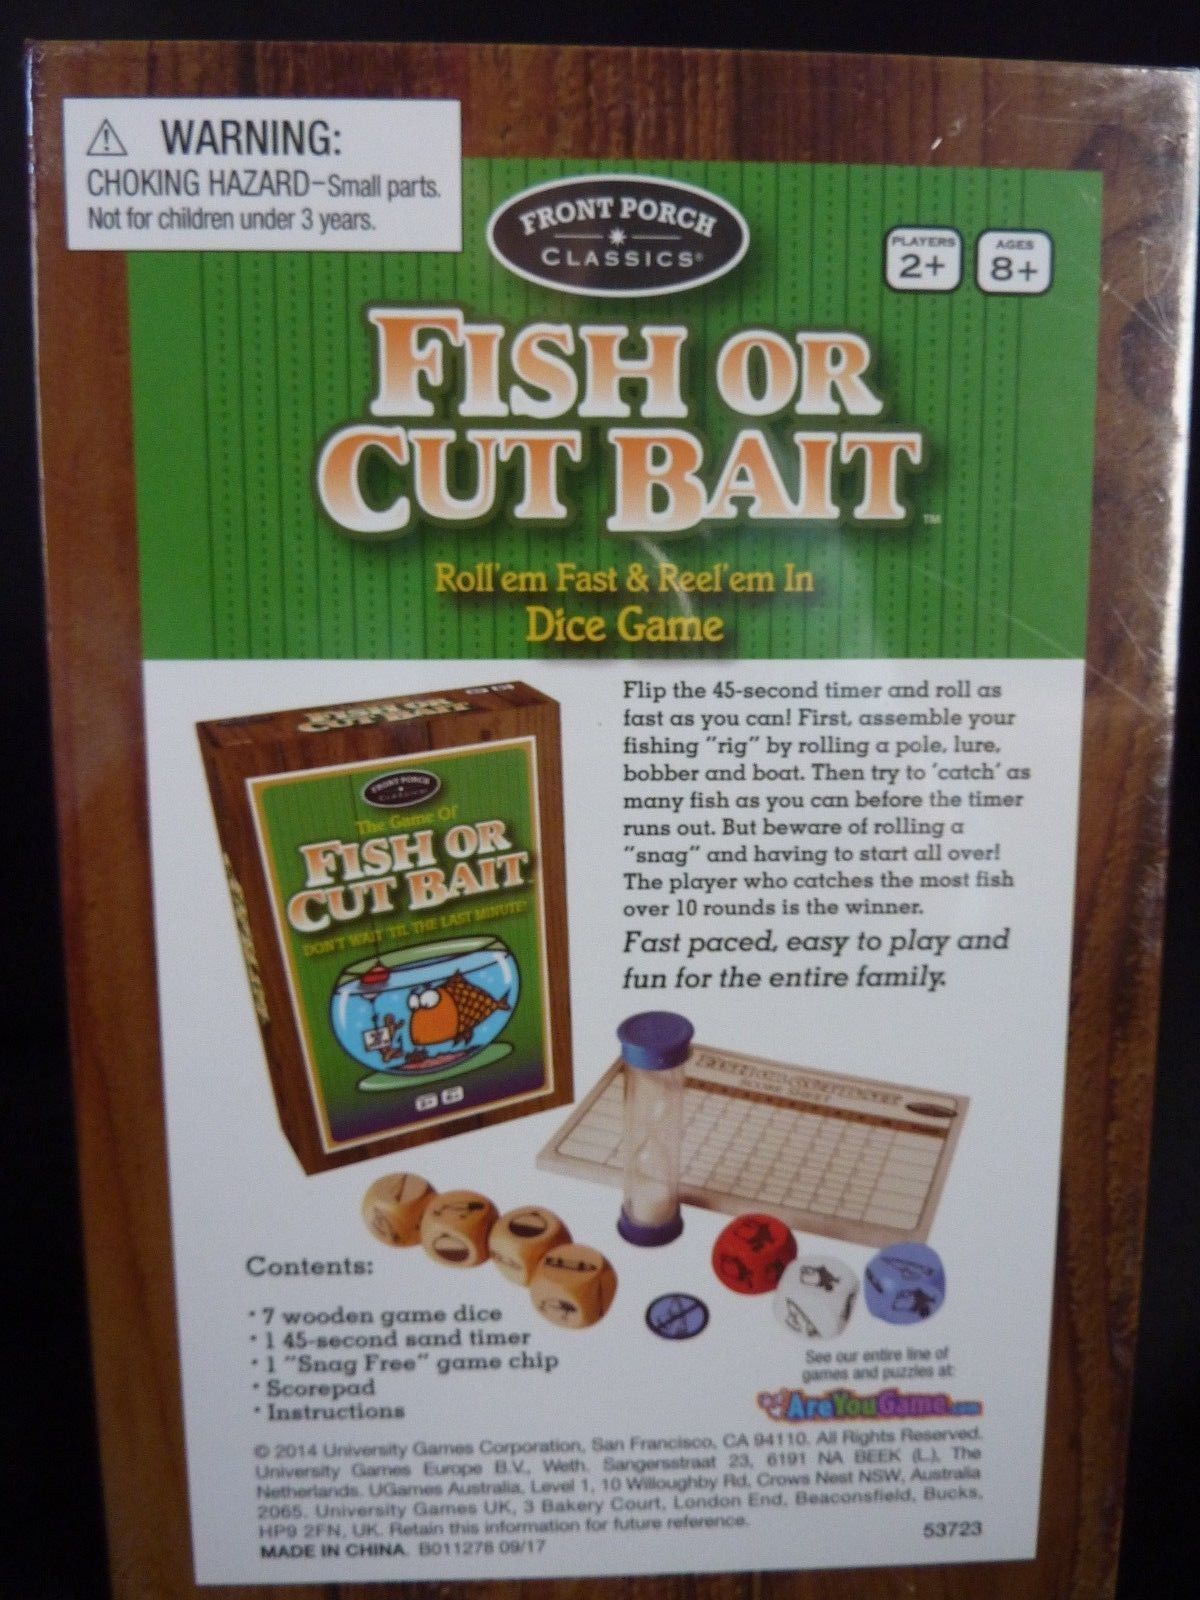 WARNING:
CHOKING HAZARD–Small parts.
Not for children under 3 years.
FRONT PORCH
CLASSICS®
PLAYERS
2+
AGES
8+
FISH OR
CUT BAIT™
Roll'em Fast & Reel'em In
Dice Game
Flip the 45-second timer and roll as
fast as you can! First, assemble your
fishing "rig" by rolling a pole, lure,
bobber and boat. Then try to 'catch' as
many fish as you can before the timer
runs out. But beware of rolling a
"snag" and having to start all over!
The player who catches the most fish
over 10 rounds is the winner.
Fast paced, easy to play and
fun for the entire family.
CUT BAIT
FRONT PORCH
The Game Of
FISH OR
CUT BAIT
DON'T WAIT 'TIL THE LAST MINUTE!
SCORE SHEET
Contents:
• 7 wooden game dice
• 1 45-second sand timer
• 1 "Snag Free" game chip
• Scorepad
• Instructions
See our entire line of
games and puzzles at:
AreYouGame.com
© 2014 University Games Corporation, San Francisco, CA 94110. All Rights Reserved.
University Games Europe B.V., Weth. Sangersstraat 23, 6191 NA BEEK (L.), The
Netherlands. UGames Australia, Level 1, 10 Willoughby Rd, Crows Nest NSW, Australia
2065. University Games UK, 3 Bakery Court, London End, Beaconsfield, Bucks,
HP9 2FN, UK. Retain this information for future reference.
MADE IN CHINA. B011278 09/17
53723